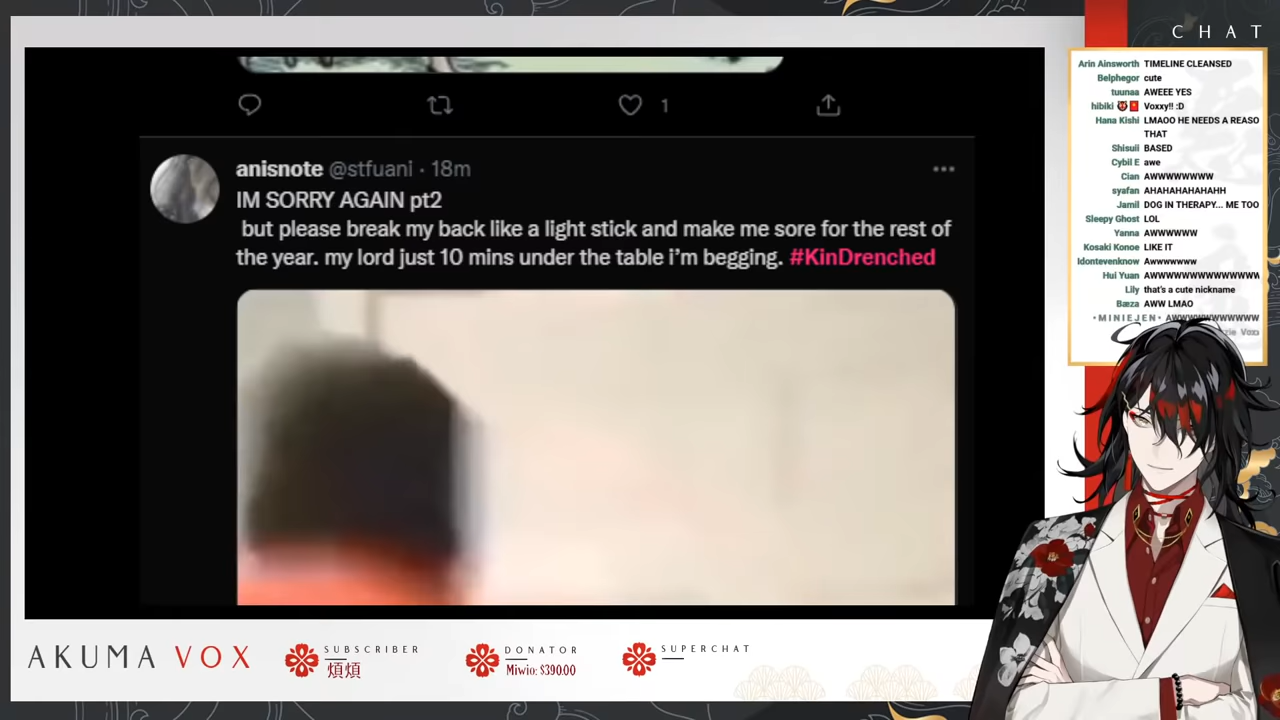 CHAT
1
anisnote @stfuani · 18m
IM SORRY AGAIN pt2
but please break my back like a light stick and make me sore for the rest of
the year. my lord just 10 mins under the table i'm begging. #KinDrenched
Arin Ainsworth TIMELINE CLEANSED
Belphegor cute
tuunaa AWEEE YES
hibiki 👹🧧 Voxxy!! :D
Hana Kishi LMAOO HE NEEDS A REASO
THAT
Shisuii BASED
Cybil E awe
Cian AWWWWWWWW
syafan AHAHAHAHAHAHH
Jamil DOG IN THERAPY... ME TOO
Sleepy Ghost LOL
Yanna AWWWWWW
Kosaki Konoe LIKE IT
Idontevenknow Awwwwwww
Hui Yuan AWWWWWWWWWWWWWWW
Lily that's a cute nickname
Bæza AWW LMAO
•MINIEJEN• AWWWWWWWWWWWW
AKUMA VOX
SUBSCRIBER
煩煩
DONATOR
Miwio: $390.00
SUPERCHAT